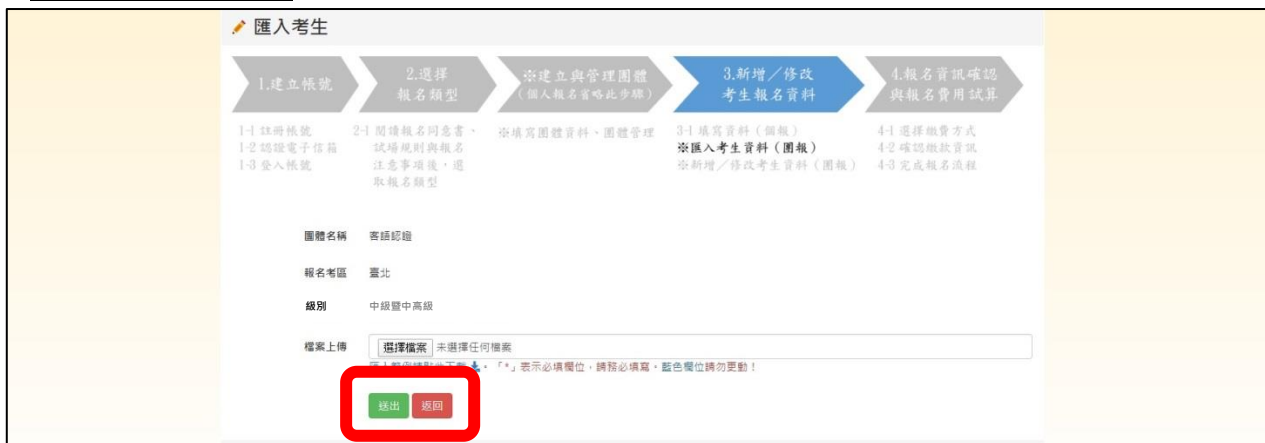 匯入考生
1.建立帳號
2.選擇
報名類型
※建立與管理團體
(個人報名省略此步驟)
3.新增／修改
考生報名資料
4.報名資訊確認
與報名費用試算
1-1 註冊帳號
1-2 認證電子信箱
1-3 登入帳號
2-1 閱讀報名同意書、
試場規則與報名
注意事項後，選
取報名類型
※填寫團體資料、團體管理
3-1 填寫資料（個報）
※匯入考生資料（團報）
※新增／修改考生資料（團報）
4-1 選擇繳費方式
4-2 確認繳款資訊
4-3 完成報名流程
團體名稱 客語認證
報名考區 臺北
級別 中級暨中高級
檔案上傳 選擇檔案 未選擇任何檔案
匯入範例請點此下載，「*」表示必填欄位，請務必填寫，藍色欄位請勿更動！
送出 返回